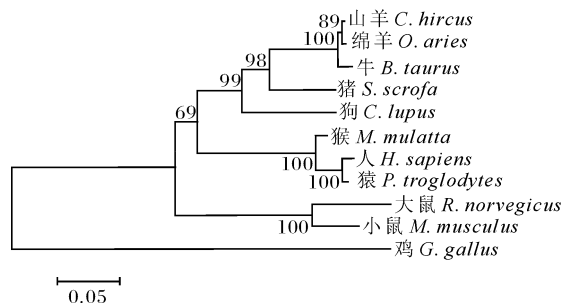 89 山羊 C. hircus
100 绵羊 O. aries
牛 B. taurus
98 猪 S. scrofa
99 狗 C. lupus
69
猴 M. mulatta
100 人 H. sapiens
100 猿 P. troglodytes
大鼠 R. norvegicus
100 小鼠 M. musculus
鸡 G. gallus
0.05